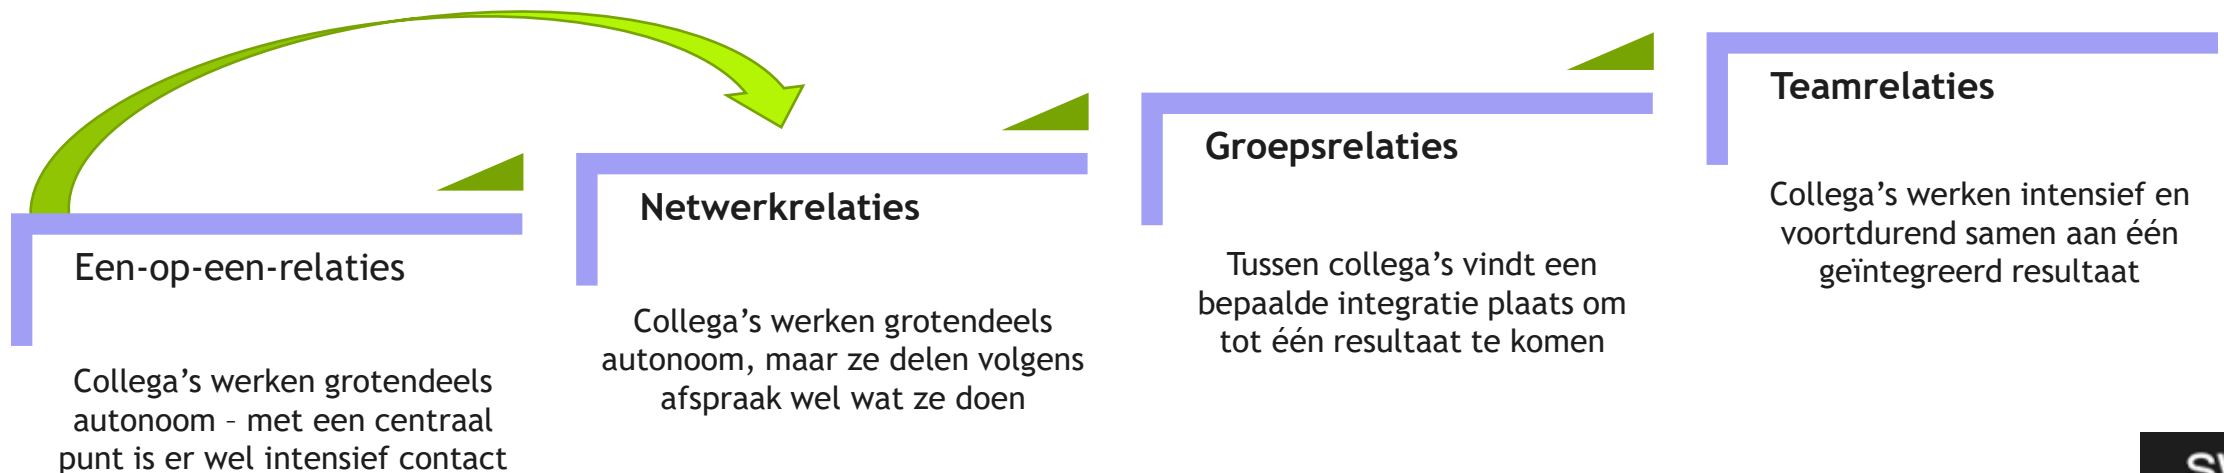 Een-op-een-relaties
Collega’s werken grotendeels
autonoom – met een centraal
punt is er wel intensief contact
Netwerkrelaties
Collega’s werken grotendeels
autonoom, maar ze delen volgens
afspraak wel wat ze doen
Groepsrelaties
Tussen collega’s vindt een
bepaalde integratie plaats om
tot één resultaat te komen
Teamrelaties
Collega’s werken intensief en
voortdurend samen aan één
geïntegreerd resultaat